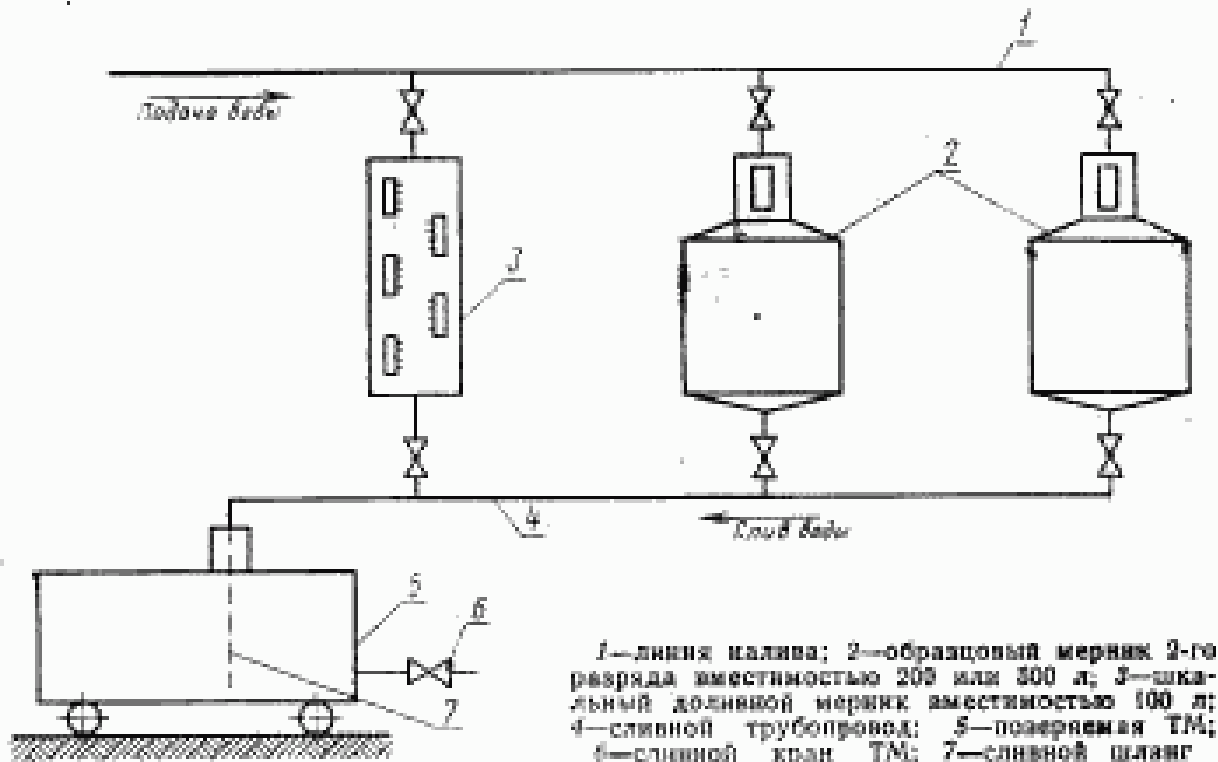 1
Подача воды
2
3
4
Слив воды
5
6
7
1—линия налива; 2—образцовый мерник 2-го
разряда вместимостью 200 или 500 л; 3—шка-
льный доливной мерник вместимостью 100 л;
4—сливной трубопровод; 5—поверяемая ТМ;
6—сливной кран ТМ; 7—сливной шланг